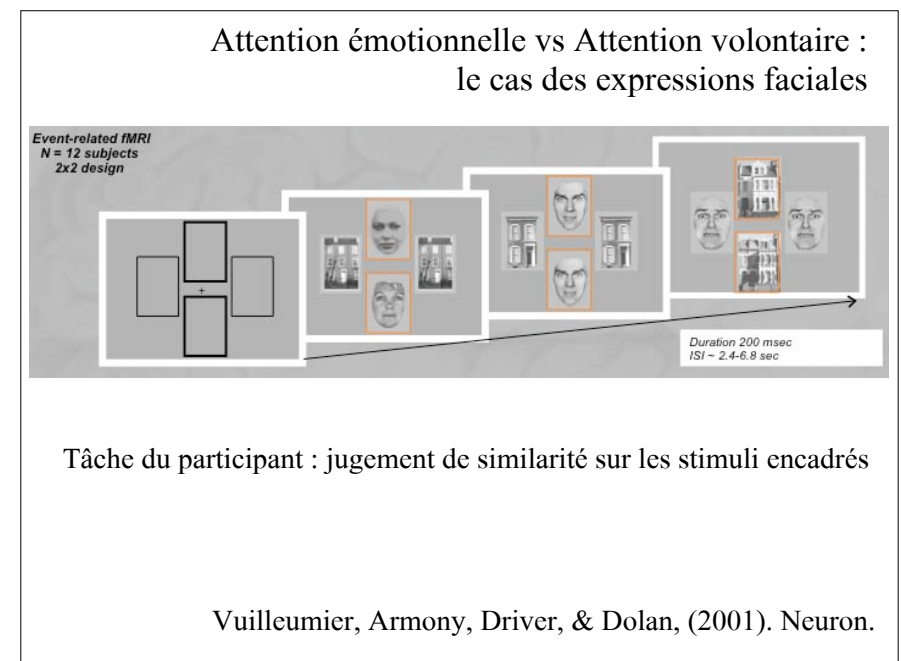 Attention émotionnelle vs Attention volontaire :
le cas des expressions faciales
Event-related fMRI
N = 12 subjects
2x2 design
Duration 200 msec
ISI ~ 2.4-6.8 sec
Tâche du participant : jugement de similarité sur les stimuli encadrés
Vuilleumier, Armony, Driver, & Dolan, (2001). Neuron.